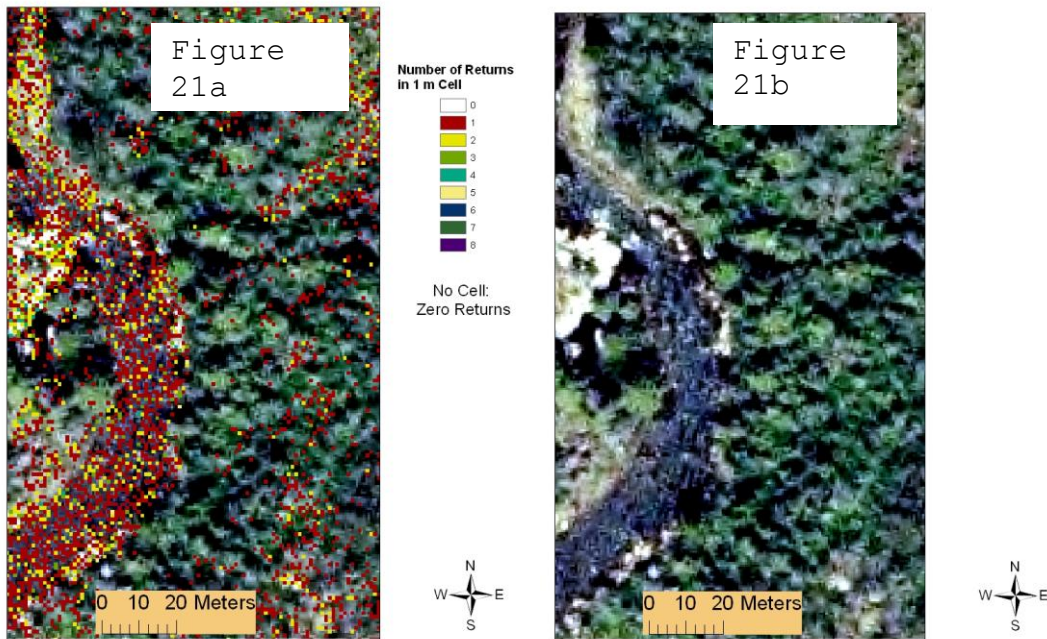 Figure
21a
Number of Returns
in 1 m Cell
0
1
2
3
4
5
6
7
8
No Cell:
Zero Returns
N
W E
S
0 10 20 Meters
Figure
21b
N
W E
S
0 10 20 Meters